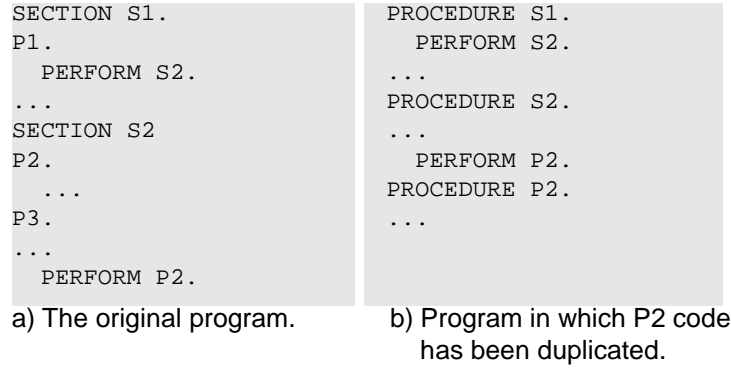 SECTION S1.
P1.
  PERFORM S2.
...
SECTION S2
P2.
  ...
P3.
...
  PERFORM P2.
a) The original program.
PROCEDURE S1.
  PERFORM S2.
...
PROCEDURE S2.
...
  PERFORM P2.
PROCEDURE P2.
...
b) Program in which P2 code
has been duplicated.